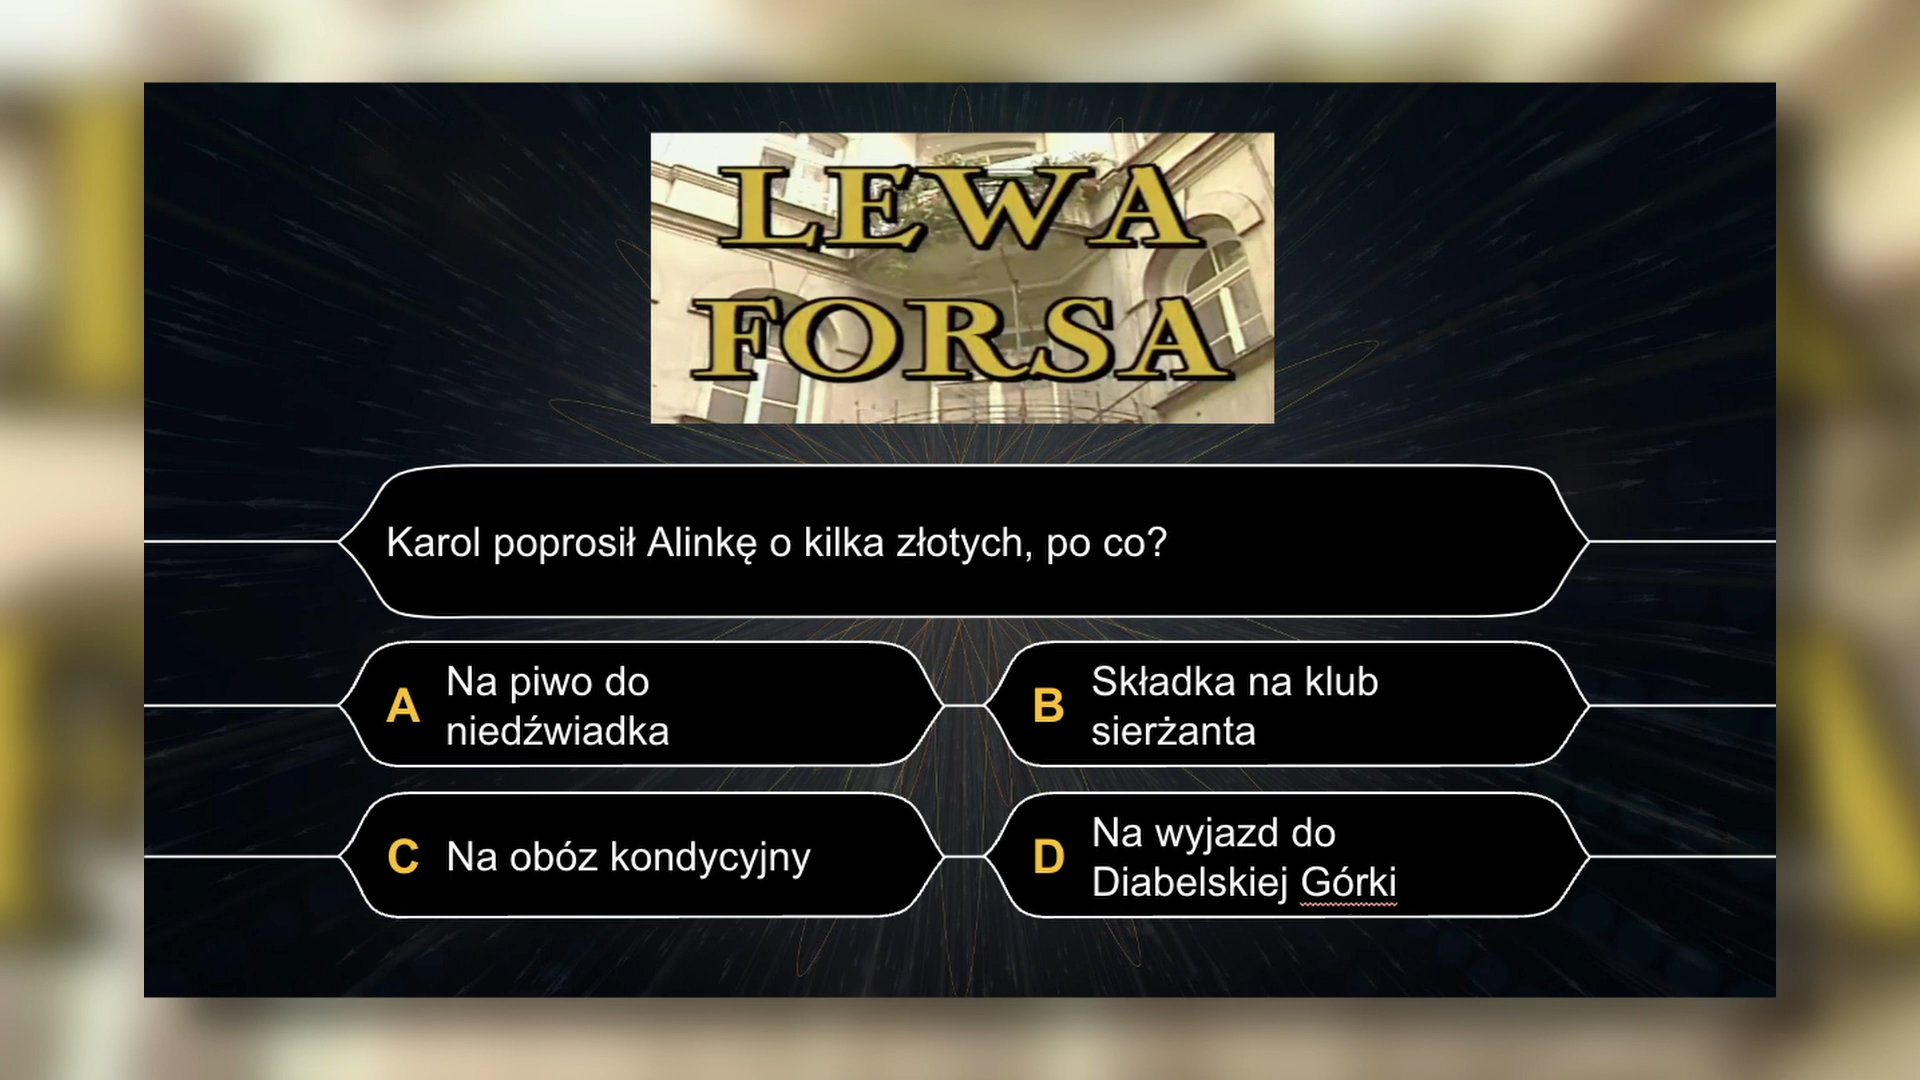 LEWA
FORSA
Karol poprosił Alinkę o kilka złotych, po co?
A Na piwo do
niedźwiadka
B Składka na klub
sierżanta
C Na obóz kondycyjny
D Na wyjazd do
Diabelskiej Górki